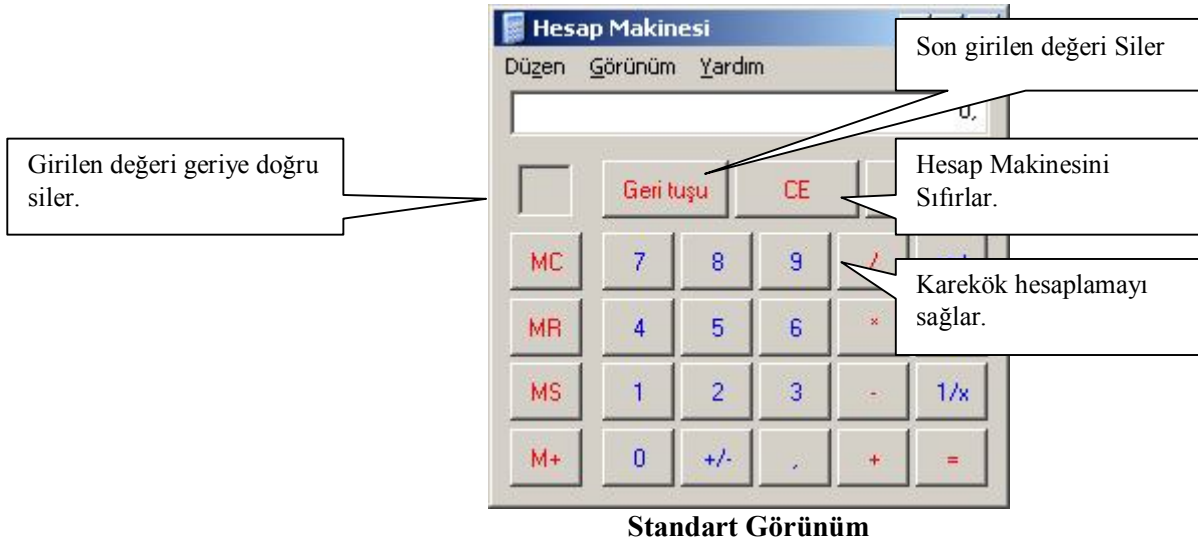 Hesap Makinesi
Son girilen değeri Siler
Düzen Görünüm Yardım
0,
Girilen değeri geriye doğru
siler.
Hesap Makinesini
Sıfırlar.
Geri tuşu CE
MC 7 8 9 /
Karekök hesaplamayı
sağlar.
MR 4 5 6 *
MS 1 2 3 - 1/x
M+ 0 +/- , + =
Standart Görünüm